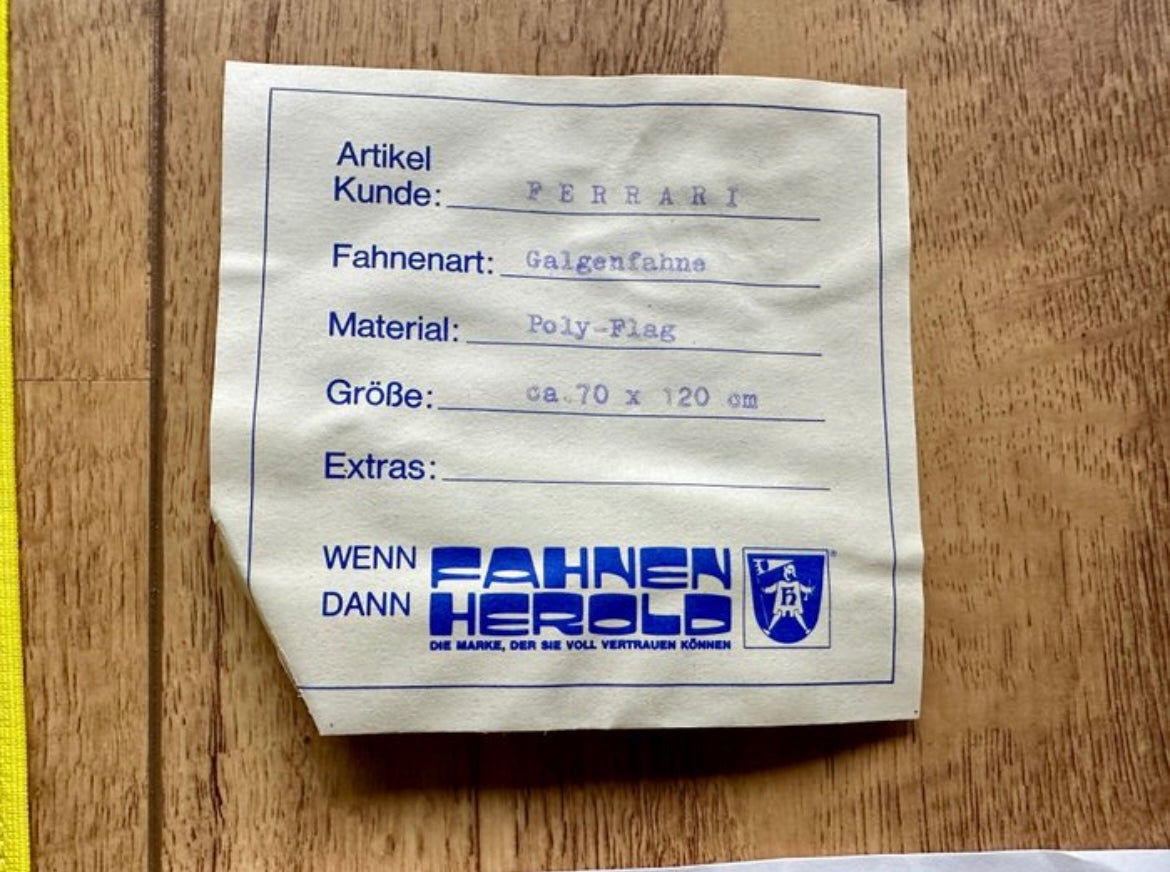 Artikel
Kunde: FERRARI
Fahnenart: Galgenfahne
Material: Poly-Flag
Größe: ca.70 x 120 cm
Extras:
WENN FAHNEN
DANN HEROLD
DIE MARKE, DER SIE VOLL VERTRAUEN KÖNNEN
H
®